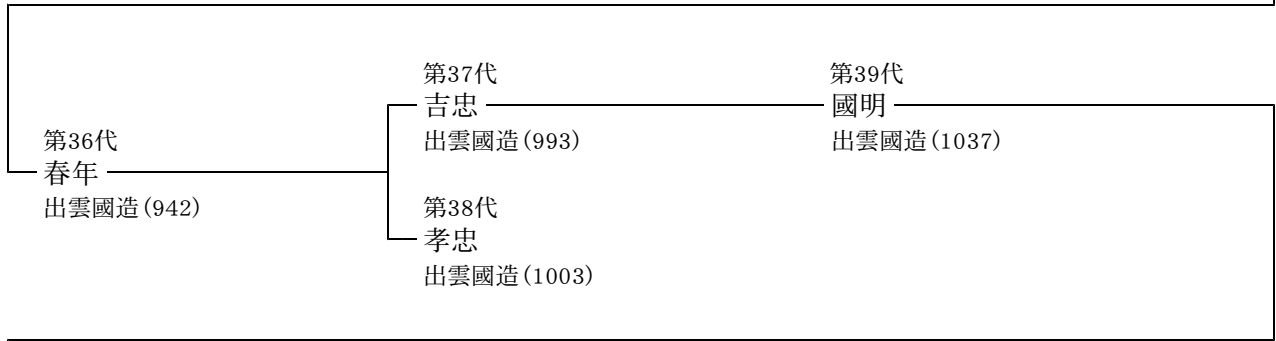 第36代
春年
出雲國造(942)
第37代
吉忠
出雲國造(993)
第38代
孝忠
出雲國造(1003)
第39代
國明
出雲國造(1037)